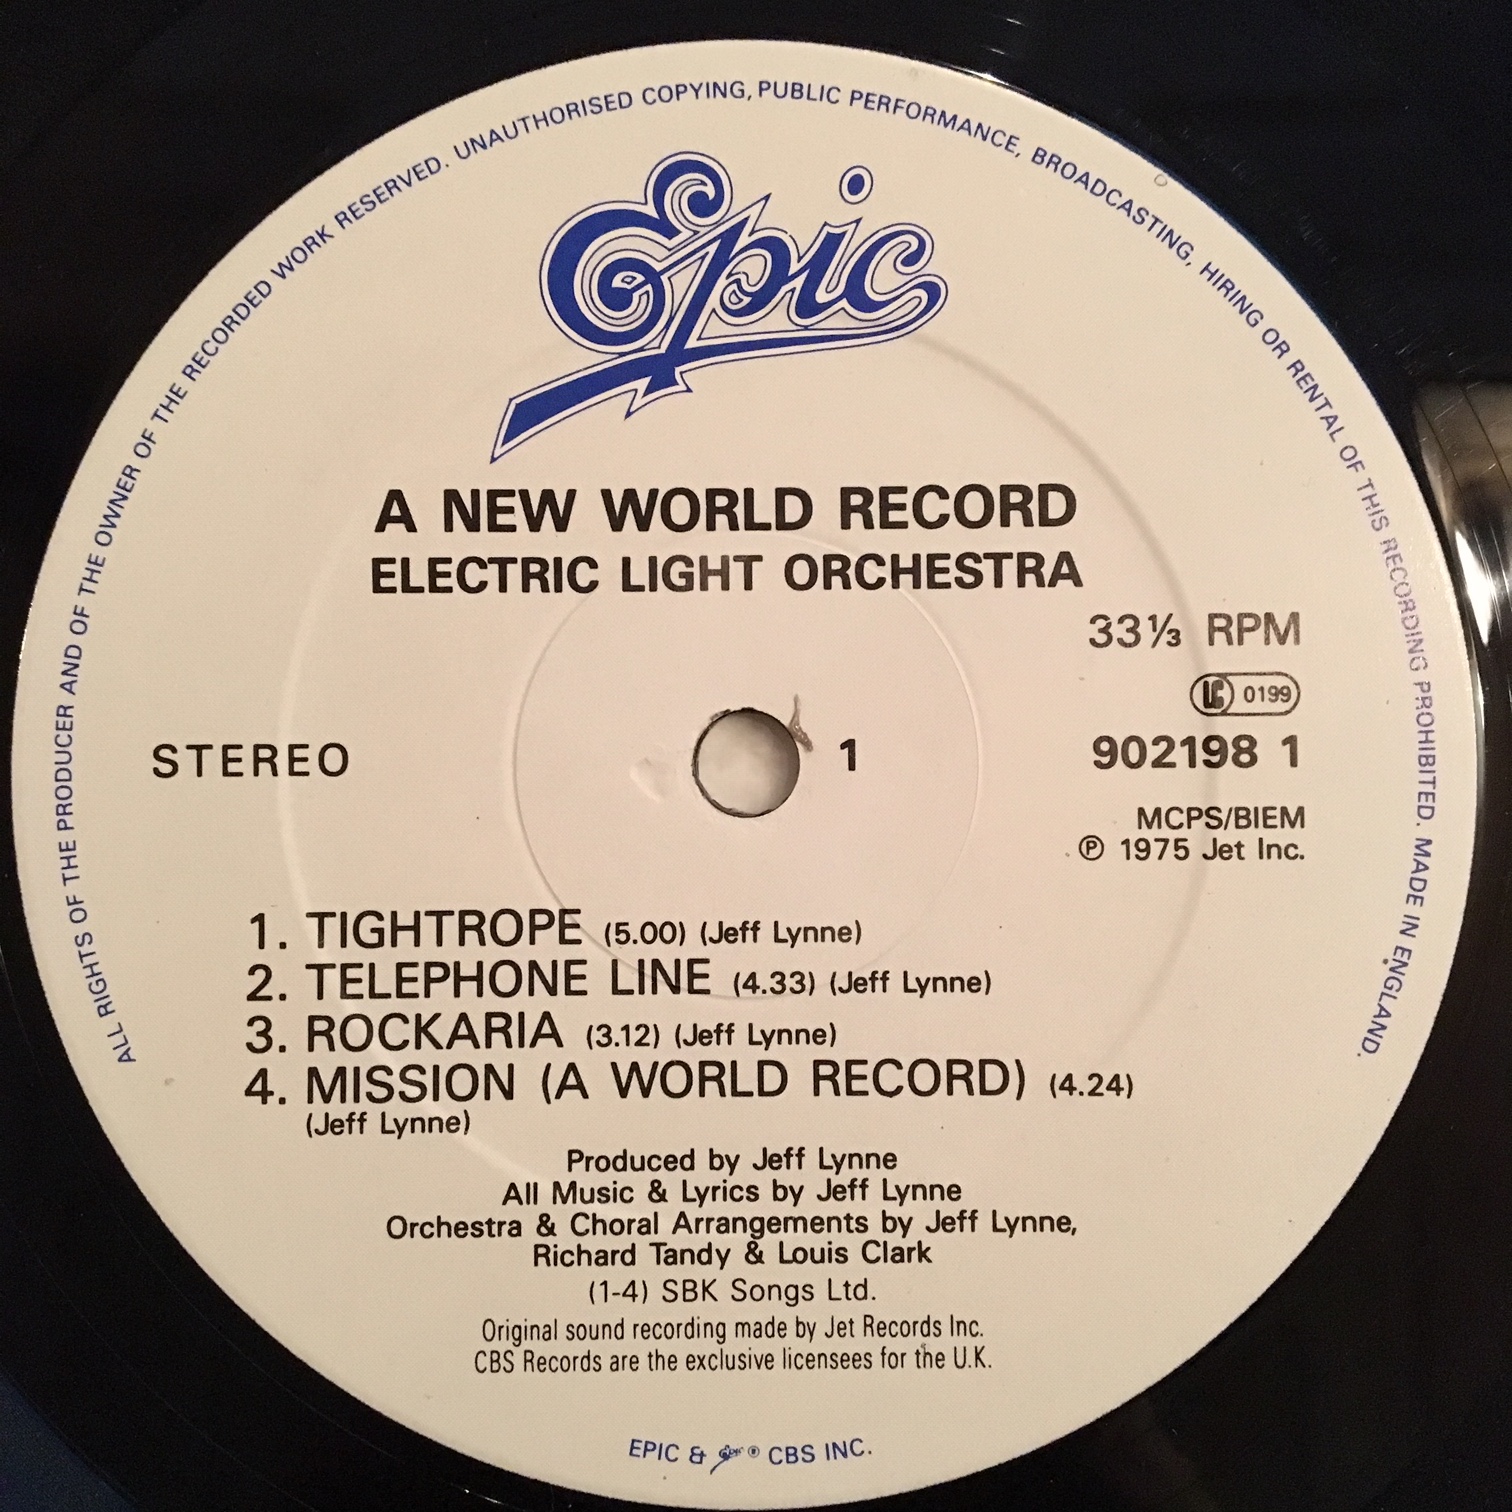 ALL RIGHTS OF THE PRODUCER AND OF THE OWNER OF THE RECORDED WORK RESERVED. UNAUTHORISED COPYING, PUBLIC PERFORMANCE, BROADCASTING, HIRING OR RENTAL OF THIS RECORDING PROHIBITED. MADE IN ENGLAND.
Epic
A NEW WORLD RECORD
ELECTRIC LIGHT ORCHESTRA
33⅓ RPM
LC 0199
STEREO 1 902198 1
MCPS/BIEM
℗ 1975 Jet Inc.
1. TIGHTROPE (5.00) (Jeff Lynne)
2. TELEPHONE LINE (4.33) (Jeff Lynne)
3. ROCKARIA (3.12) (Jeff Lynne)
4. MISSION (A WORLD RECORD) (4.24)
(Jeff Lynne)
Produced by Jeff Lynne
All Music & Lyrics by Jeff Lynne
Orchestra & Choral Arrangements by Jeff Lynne,
Richard Tandy & Louis Clark
(1-4) SBK Songs Ltd.
Original sound recording made by Jet Records Inc.
CBS Records are the exclusive licensees for the U.K.
EPIC & Epic ® CBS INC.